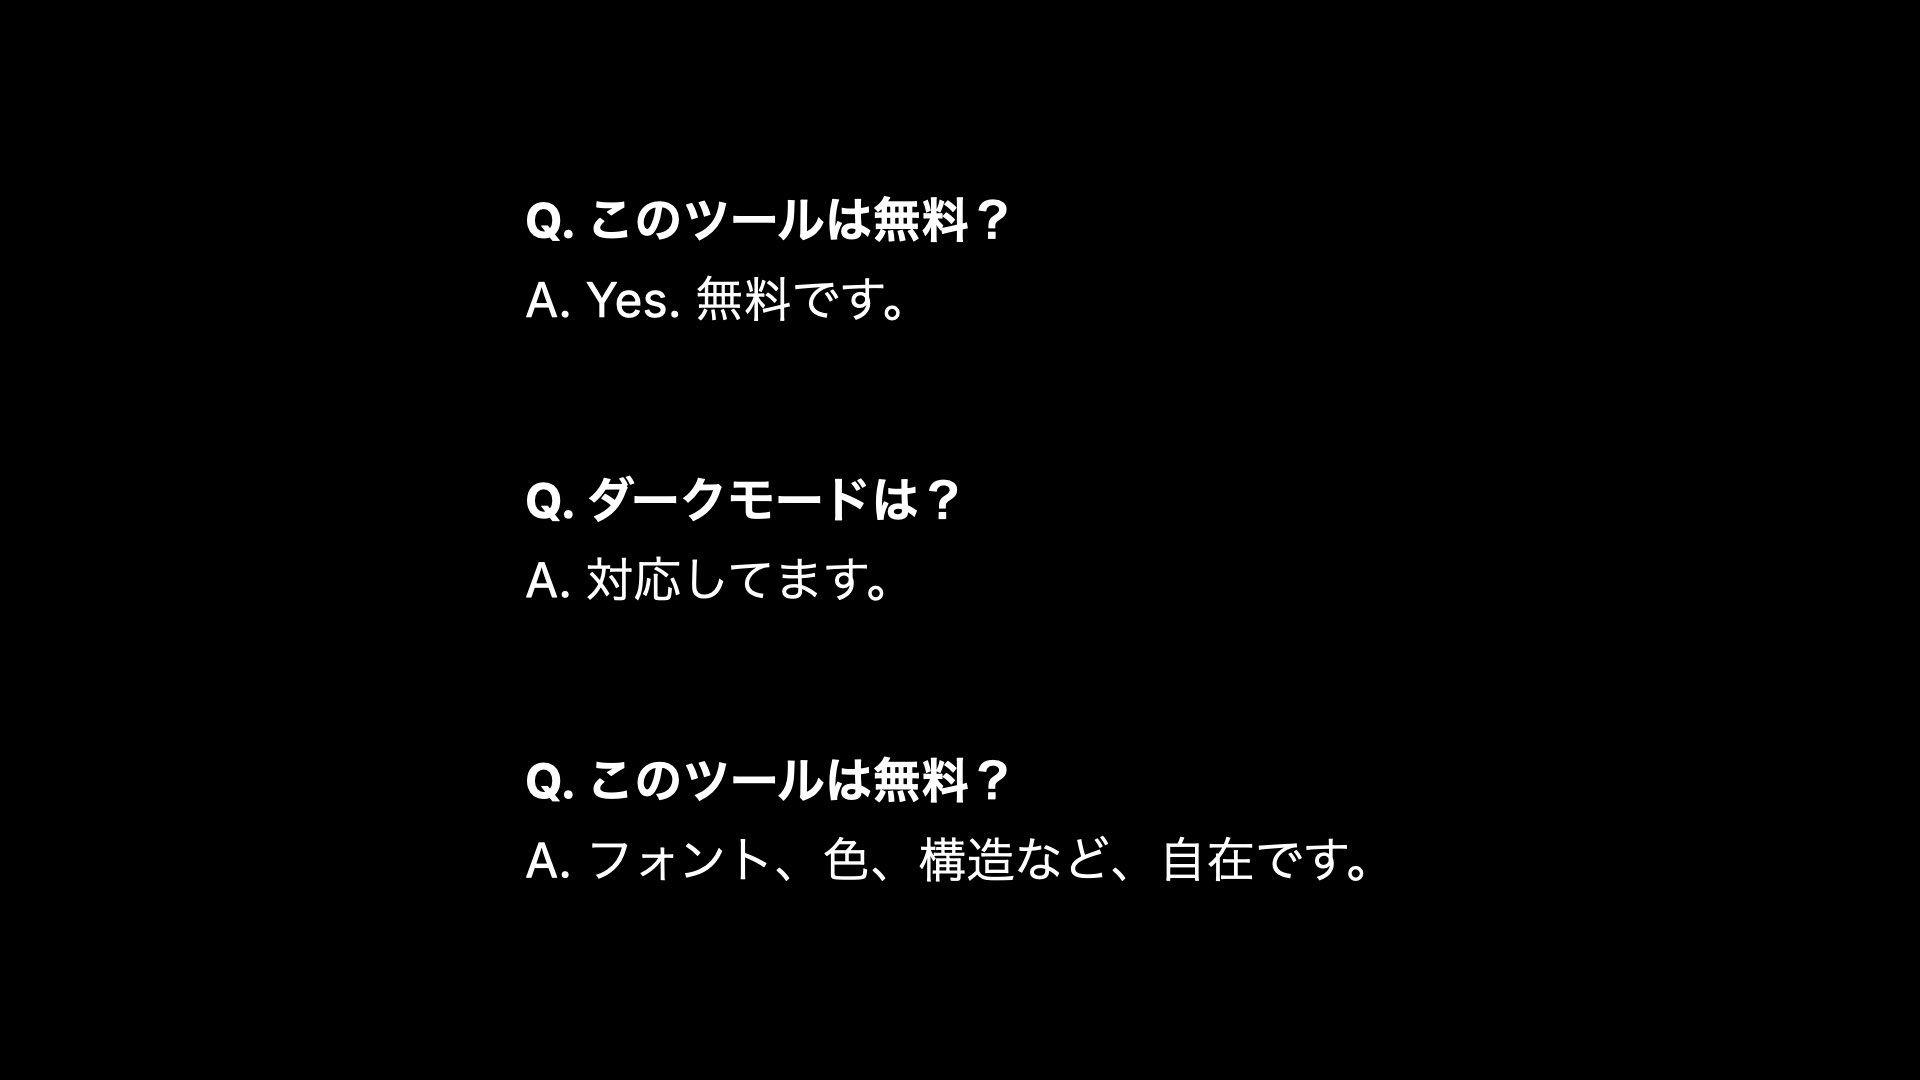 Q. このツールは無料？
A. Yes. 無料です。
Q. ダークモードは？
A. 対応してます。
Q. このツールは無料？
A. フォント、色、構造など、自在です。